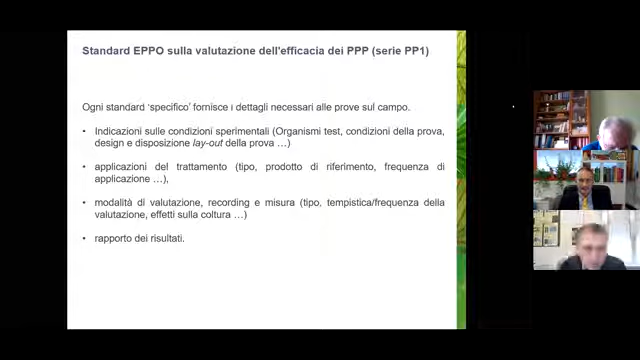 Standard EPPO sulla valutazione dell'efficacia dei PPP (serie PP1)
Ogni standard 'specifico' fornisce i dettagli necessari alle prove sul campo.
• Indicazioni sulle condizioni sperimentali (Organismi test, condizioni della prova,
design e disposizione lay-out della prova …)
• applicazioni del trattamento (tipo, prodotto di riferimento, frequenza di
applicazione …),
• modalità di valutazione, recording e misura (tipo, tempistica/frequenza della
valutazione, effetti sulla coltura …)
• rapporto dei risultati.